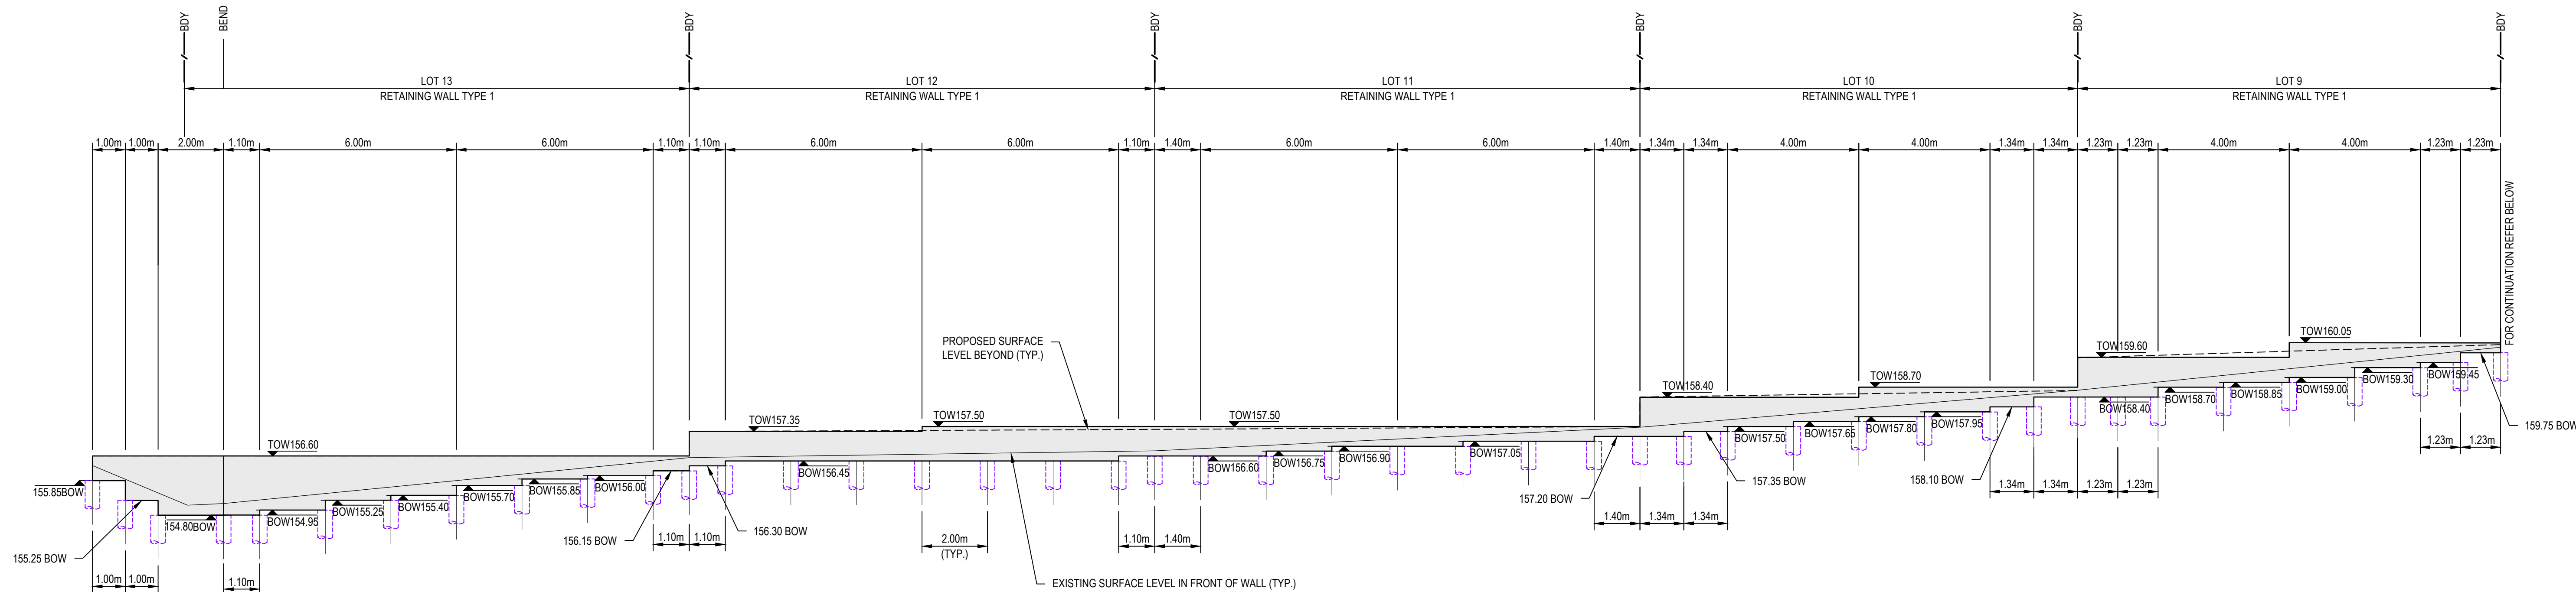 BDY
BEND
BDY
BDY
BDY
BDY
BDY
LOT 13
RETAINING WALL TYPE 1
LOT 12
RETAINING WALL TYPE 1
LOT 11
RETAINING WALL TYPE 1
LOT 10
RETAINING WALL TYPE 1
LOT 9
RETAINING WALL TYPE 1
1.00m 1.00m 2.00m 1.10m 6.00m 6.00m 1.10m 1.10m 6.00m 6.00m 1.10m 1.40m 6.00m 6.00m 1.40m 1.34m 1.34m 4.00m 4.00m 1.34m 1.34m 1.23m 1.23m 4.00m 4.00m 1.23m 1.23m
FOR CONTINUATION REFER BELOW
PROPOSED SURFACE
LEVEL BEYOND (TYP.)
TOW156.60
TOW157.35
TOW157.50
TOW157.50
TOW158.40
TOW158.70
TOW159.60
TOW160.05
155.85BOW
155.25 BOW
154.80BOW
BOW154.95
BOW155.25
BOW155.40
BOW155.70
BOW155.85
BOW156.00
156.15 BOW
156.30 BOW
BOW156.45
BOW156.60
BOW156.75
BOW156.90
BOW157.05
157.20 BOW
157.35 BOW
BOW157.50
BOW157.65
BOW157.80
BOW157.95
158.10 BOW
BOW158.40
BOW158.70
BOW158.85
BOW159.00
BOW159.30
BOW159.45
159.75 BOW
1.23m 1.23m
1.34m 1.34m 1.23m 1.23m
1.40m 1.34m 1.34m
1.10m 1.10m
2.00m
(TYP.)
1.10m 1.40m
EXISTING SURFACE LEVEL IN FRONT OF WALL (TYP.)
1.00m 1.00m
1.10m